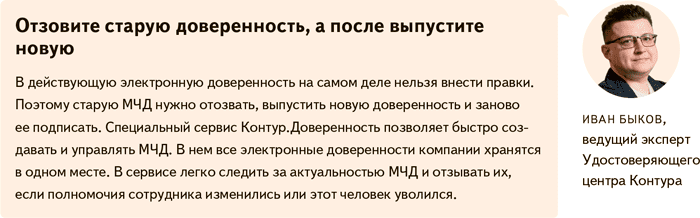 Отзовите старую доверенность, а после выпустите
новую
В действующую электронную доверенность на самом деле нельзя внести правки.
Поэтому старую МЧД нужно отозвать, выпустить новую доверенность и заново
ее подписать. Специальный сервис Контур.Доверенность позволяет быстро соз-
давать и управлять МЧД. В нем все электронные доверенности компании хранятся
в одном месте. В сервисе легко следить за актуальностью МЧД и отзывать их,
если полномочия сотрудника изменились или этот человек уволился.
ИВАН БЫКОВ,
ведущий эксперт
Удостоверяющего
центра Контура